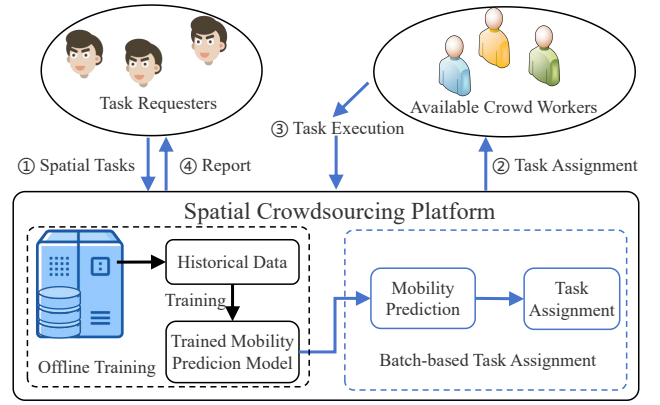 Task Requesters
Available Crowd Workers
③ Task Execution
① Spatial Tasks
④ Report
② Task Assignment
Spatial Crowdsourcing Platform
Historical Data
Training
Trained Mobility
Predicion Model
Offline Training
Mobility
Prediction
Task
Assignment
Batch-based Task Assignment